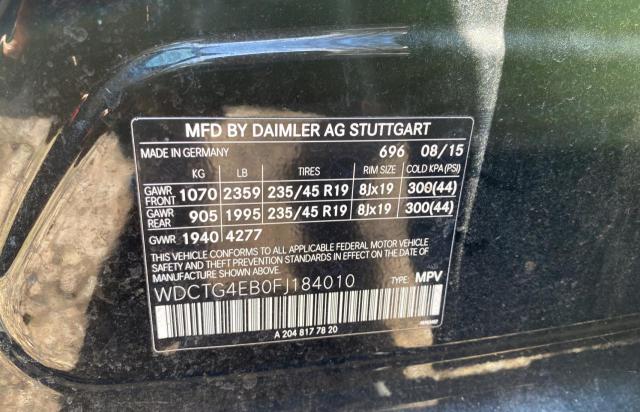 MFD BY DAIMLER AG STUTTGART
MADE IN GERMANY 696 08/15
KG LB TIRES RIM SIZE COLD KPA(PSI)
GAWR FRONT 1070 2359 235/45 R19 8Jx19 300(44)
GAWR REAR 905 1995 235/45 R19 8Jx19 300(44)
GVWR 1940 4277
THIS VEHICLE CONFORMS TO ALL APPLICABLE FEDERAL MOTOR VEHICLE
SAFETY AND THEFT PREVENTION STANDARDS IN EFFECT ON THE
DATE OF MANUFACTURE SHOWN ABOVE.
WDCTG4EB0FJ184010 TYPE: MPV
A 204 817 78 20